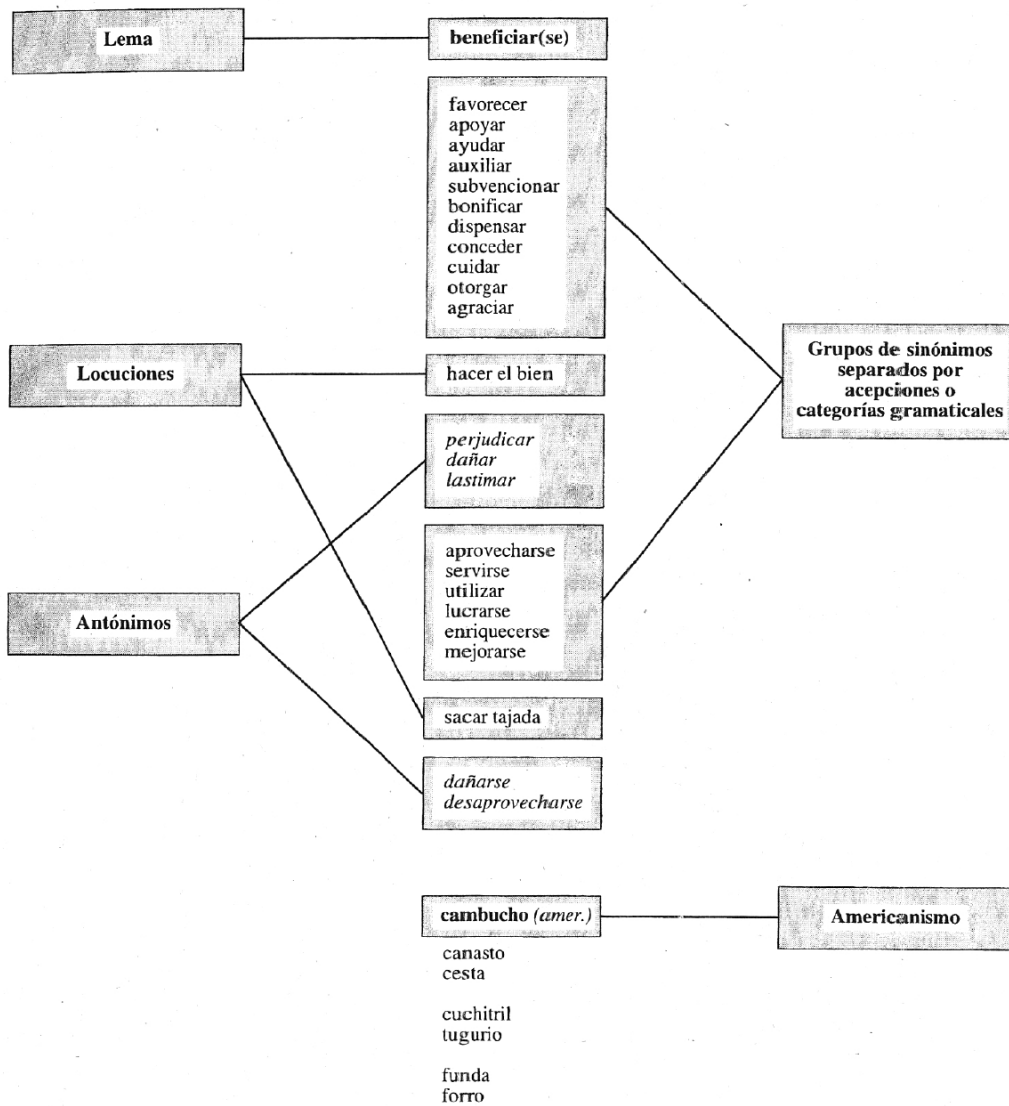 Lema
beneficiar(se)
favorecer
apoyar
ayudar
auxiliar
subvencionar
bonificar
dispensar
conceder
cuidar
otorgar
agraciar
Locuciones
hacer el bien
Grupos de sinónimos
separados por
acepciones o
categorías gramaticales
perjudicar
dañar
lastimar
aprovecharse
servirse
utilizar
lucrarse
enriquecerse
mejorarse
Antónimos
sacar tajada
dañarse
desaprovecharse
cambucho (amer.)
Americanismo
canasto
cesta
cuchitril
tugurio
funda
forro